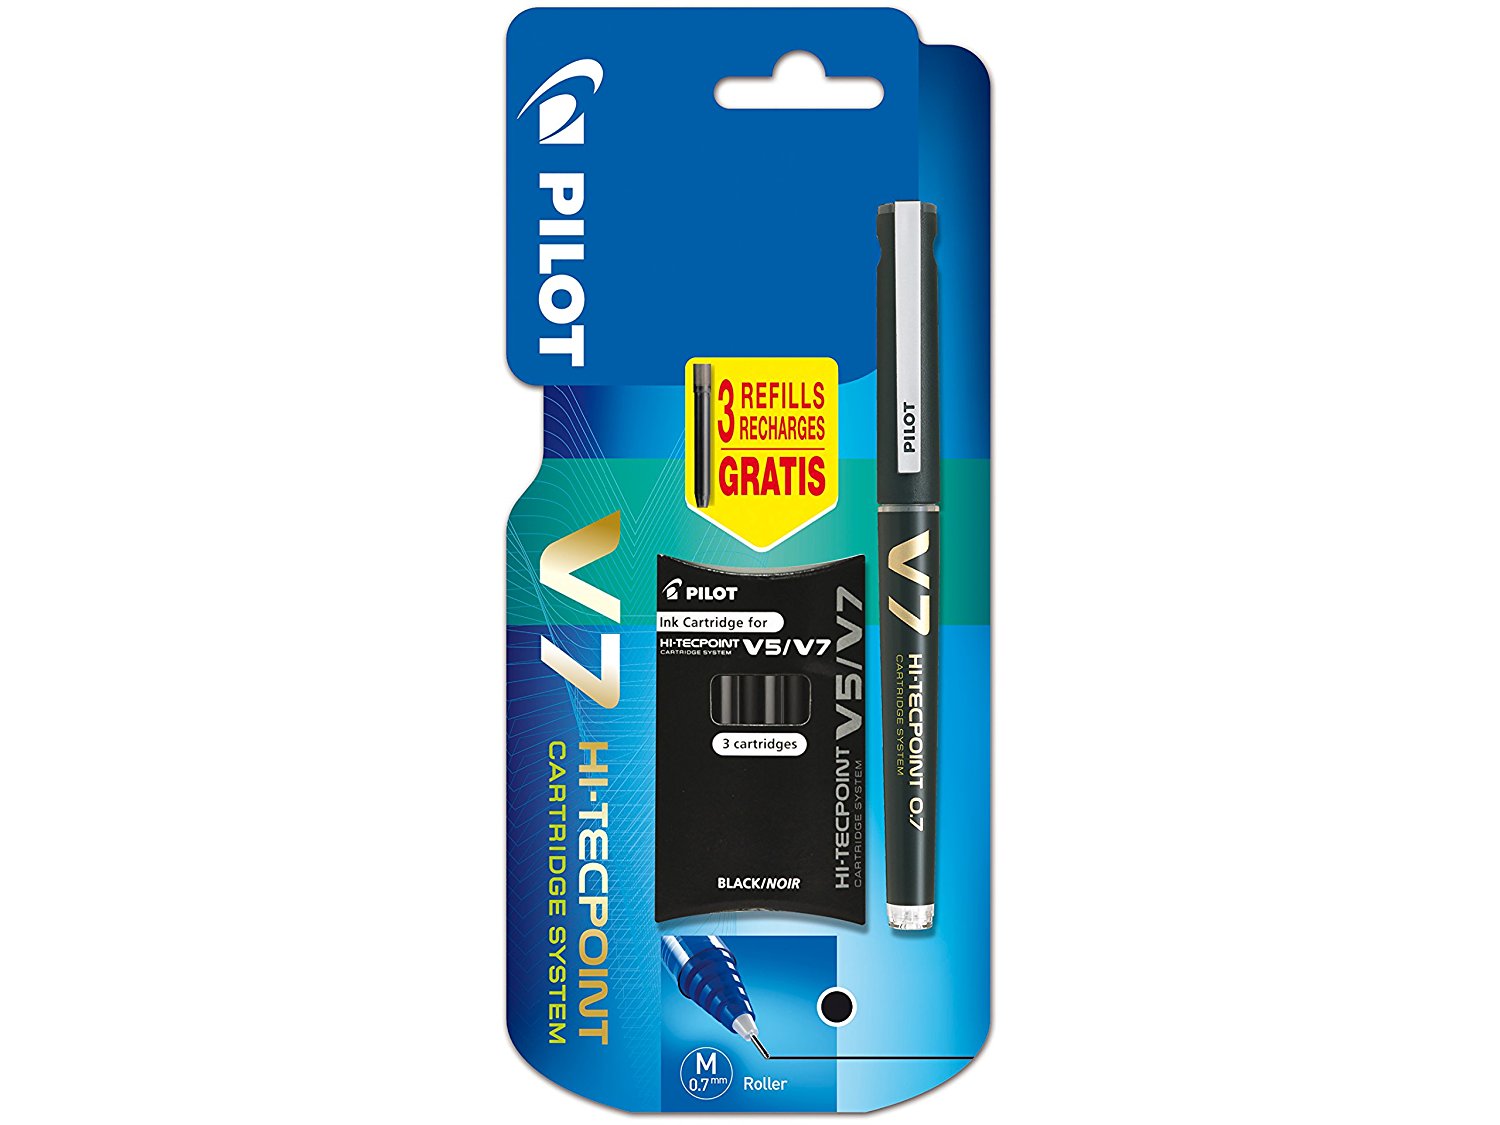 PILOT
3 REFILLS
RECHARGES
GRATIS
PILOT
V7
HI-TECPOINT 0.7
CARTRIDGE SYSTEM
V7
HI-TECPOINT
CARTRIDGE SYSTEM
PILOT
Ink Cartridge for
HI-TECPOINT V5/V7
CARTRIDGE SYSTEM
3 cartridges
BLACK/NOIR
HI-TECPOINT V5/V7
CARTRIDGE SYSTEM
M
0.7 mm
Roller